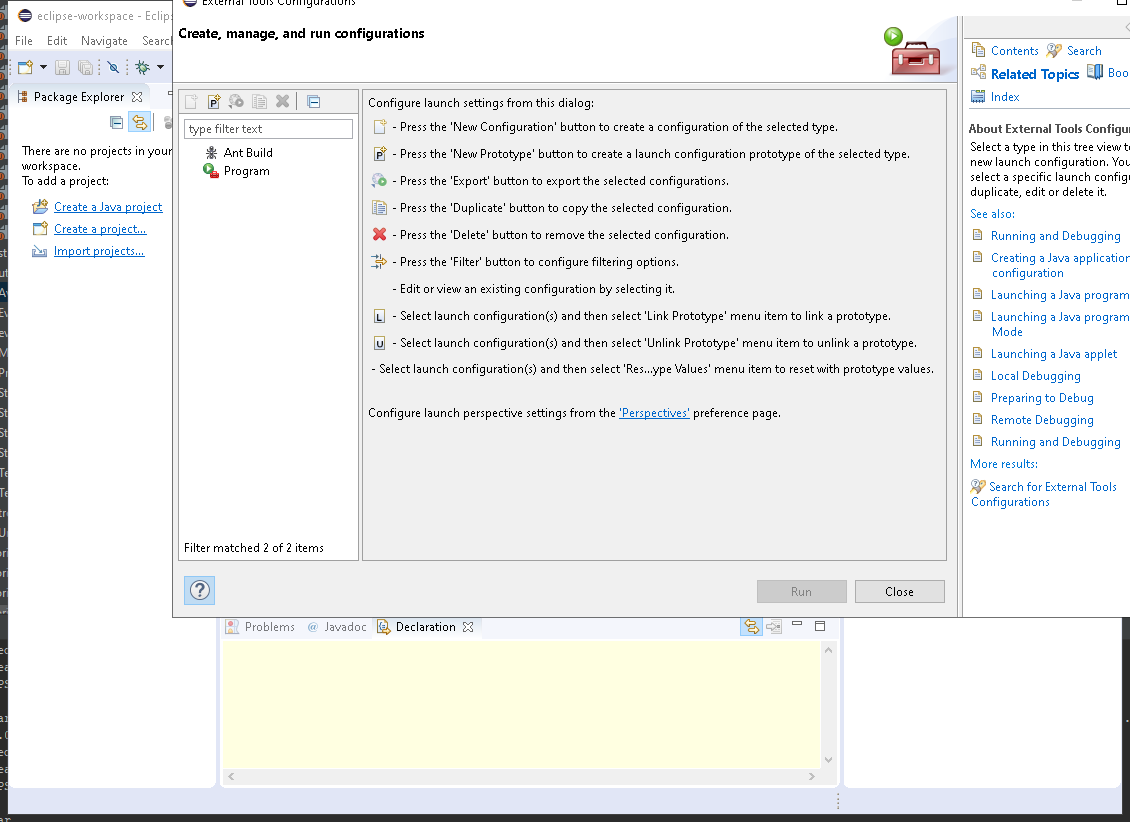 eclipse-workspace - Eclips
External Tools Configurations
File Edit Navigate Searc
Create, manage, and run configurations
Package Explorer
There are no projects in your
workspace.
To add a project:
Create a Java project
Create a project...
Import projects...
type filter text
Ant Build
Program
Filter matched 2 of 2 items
Configure launch settings from this dialog:
- Press the 'New Configuration' button to create a configuration of the selected type.
- Press the 'New Prototype' button to create a launch configuration prototype of the selected type.
- Press the 'Export' button to export the selected configurations.
- Press the 'Duplicate' button to copy the selected configuration.
- Press the 'Delete' button to remove the selected configuration.
- Press the 'Filter' button to configure filtering options.
- Edit or view an existing configuration by selecting it.
L - Select launch configuration(s) and then select 'Link Prototype' menu item to link a prototype.
U - Select launch configuration(s) and then select 'Unlink Prototype' menu item to unlink a prototype.
- Select launch configuration(s) and then select 'Res...ype Values' menu item to reset with prototype values.
Configure launch perspective settings from the 'Perspectives' preference page.
Run Close
Contents Search
Related Topics Boo
Index
About External Tools Configu
Select a type in this tree view to
new launch configuration. You
select a specific launch configu
duplicate, edit or delete it.
See also:
Running and Debugging
Creating a Java application
configuration
Launching a Java program
Launching a Java program
Mode
Launching a Java applet
Local Debugging
Preparing to Debug
Remote Debugging
Running and Debugging
More results:
Search for External Tools
Configurations
Problems @ Javadoc Declaration